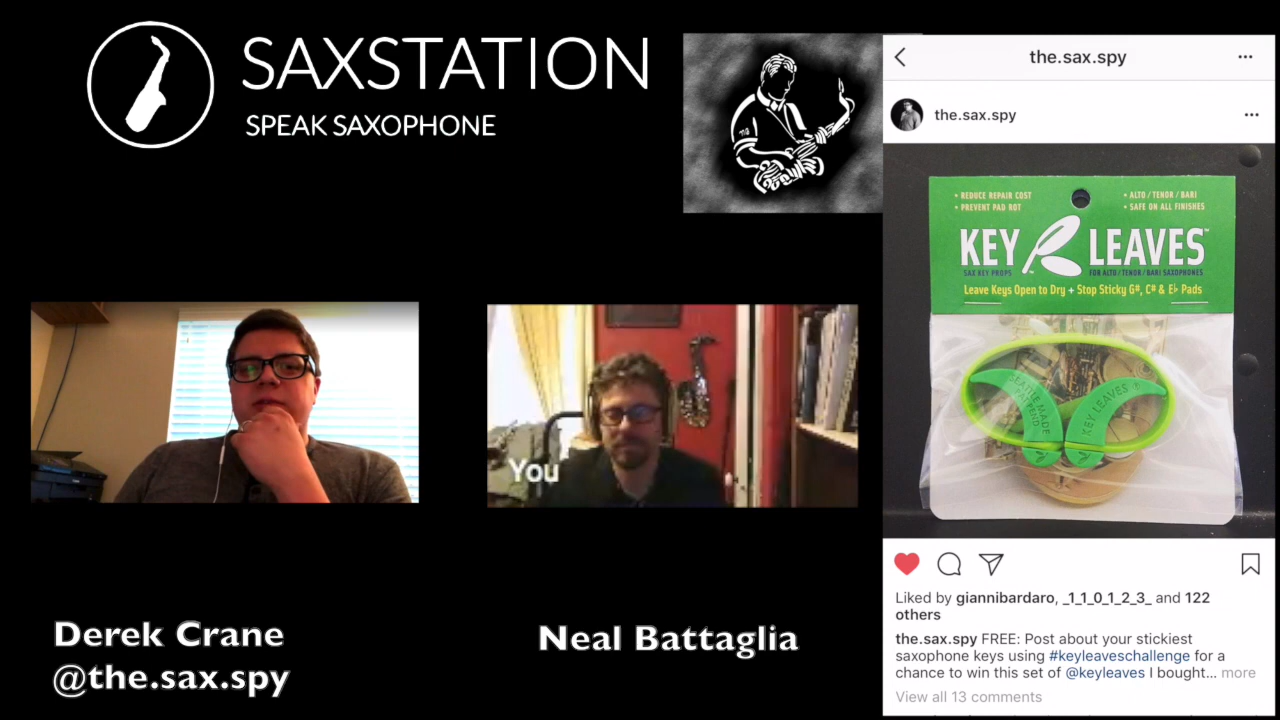 SAXSTATION
SPEAK SAXOPHONE
You
Derek Crane
@the.sax.spy
Neal Battaglia
the.sax.spy
the.sax.spy
• REDUCE REPAIR COST
• PREVENT PAD ROT
• ALTO / TENOR / BARI
• SAFE ON ALL FINISHES
KEY LEAVES™
SAX KEY PROPS
FOR ALTO / TENOR / BARI SAXOPHONES
Leave Keys Open to Dry + Stop Sticky G#, C# & E♭ Pads
SEATTLE MADE
KEY LEAVES
Liked by giannibardaro, _1_1_0_1_2_3_ and 122
others
the.sax.spy FREE: Post about your stickiest
saxophone keys using #keyleaveschallenge for a
chance to win this set of @keyleaves I bought... more
View all 13 comments